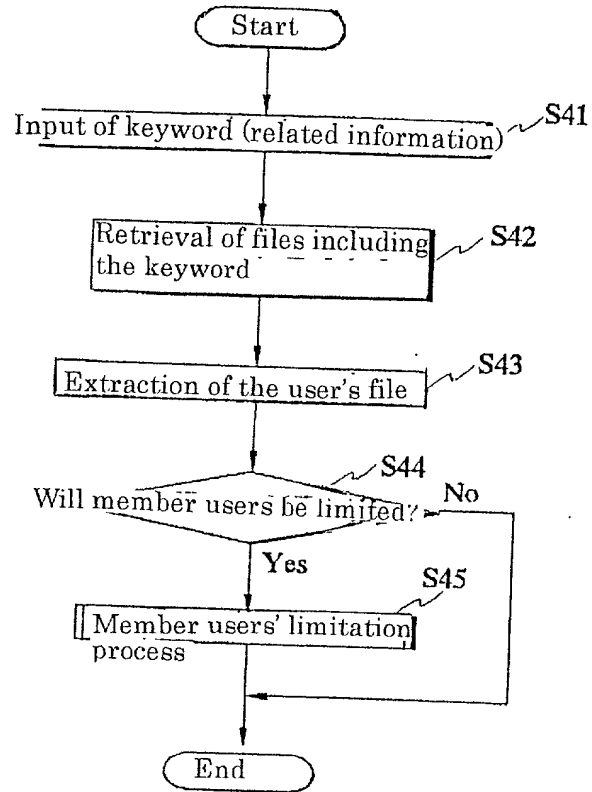 Start
Input of keyword (related information)
S41
Retrieval of files including
the keyword
S42
Extraction of the user's file
S43
S44
Will member users be limited?
No
Yes
S45
Member users' limitation
process
End